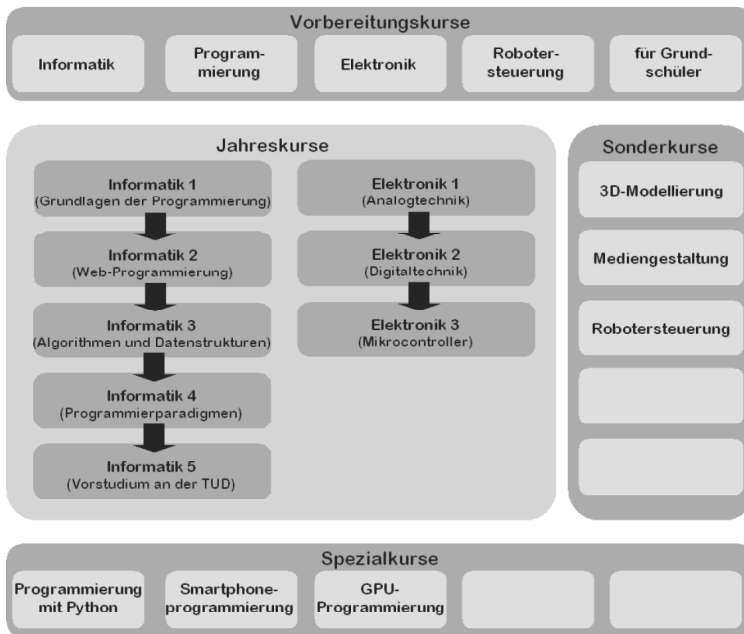 Vorbereitungskurse
Informatik
Program-
mierung
Elektronik
Roboter-
steuerung
für Grund-
schüler
Jahreskurse
Informatik 1
(Grundlagen der Programmierung)
Informatik 2
(Web-Programmierung)
Informatik 3
(Algorithmen und Datenstrukturen)
Informatik 4
(Programmierparadigmen)
Informatik 5
(Vorstudium an der TUD)
Elektronik 1
(Analogtechnik)
Elektronik 2
(Digitaltechnik)
Elektronik 3
(Mikrocontroller)
Sonderkurse
3D-Modellierung
Mediengestaltung
Robotersteuerung
Spezialkurse
Programmierung
mit Python
Smartphone-
programmierung
GPU-
Programmierung